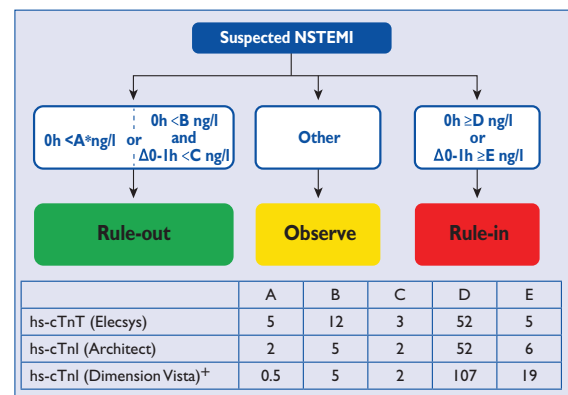 Suspected NSTEMI
0h <A*ng/l or 0h <B ng/l and Δ0-1h <C ng/l
Other
0h ≥D ng/l
or
Δ0-1h ≥E ng/l
Rule-out
Observe
Rule-in
A B C D E
hs-cTnT (Elecsys) 5 12 3 52 5
hs-cTnI (Architect) 2 5 2 52 6
hs-cTnI (Dimension Vista)+ 0.5 5 2 107 19